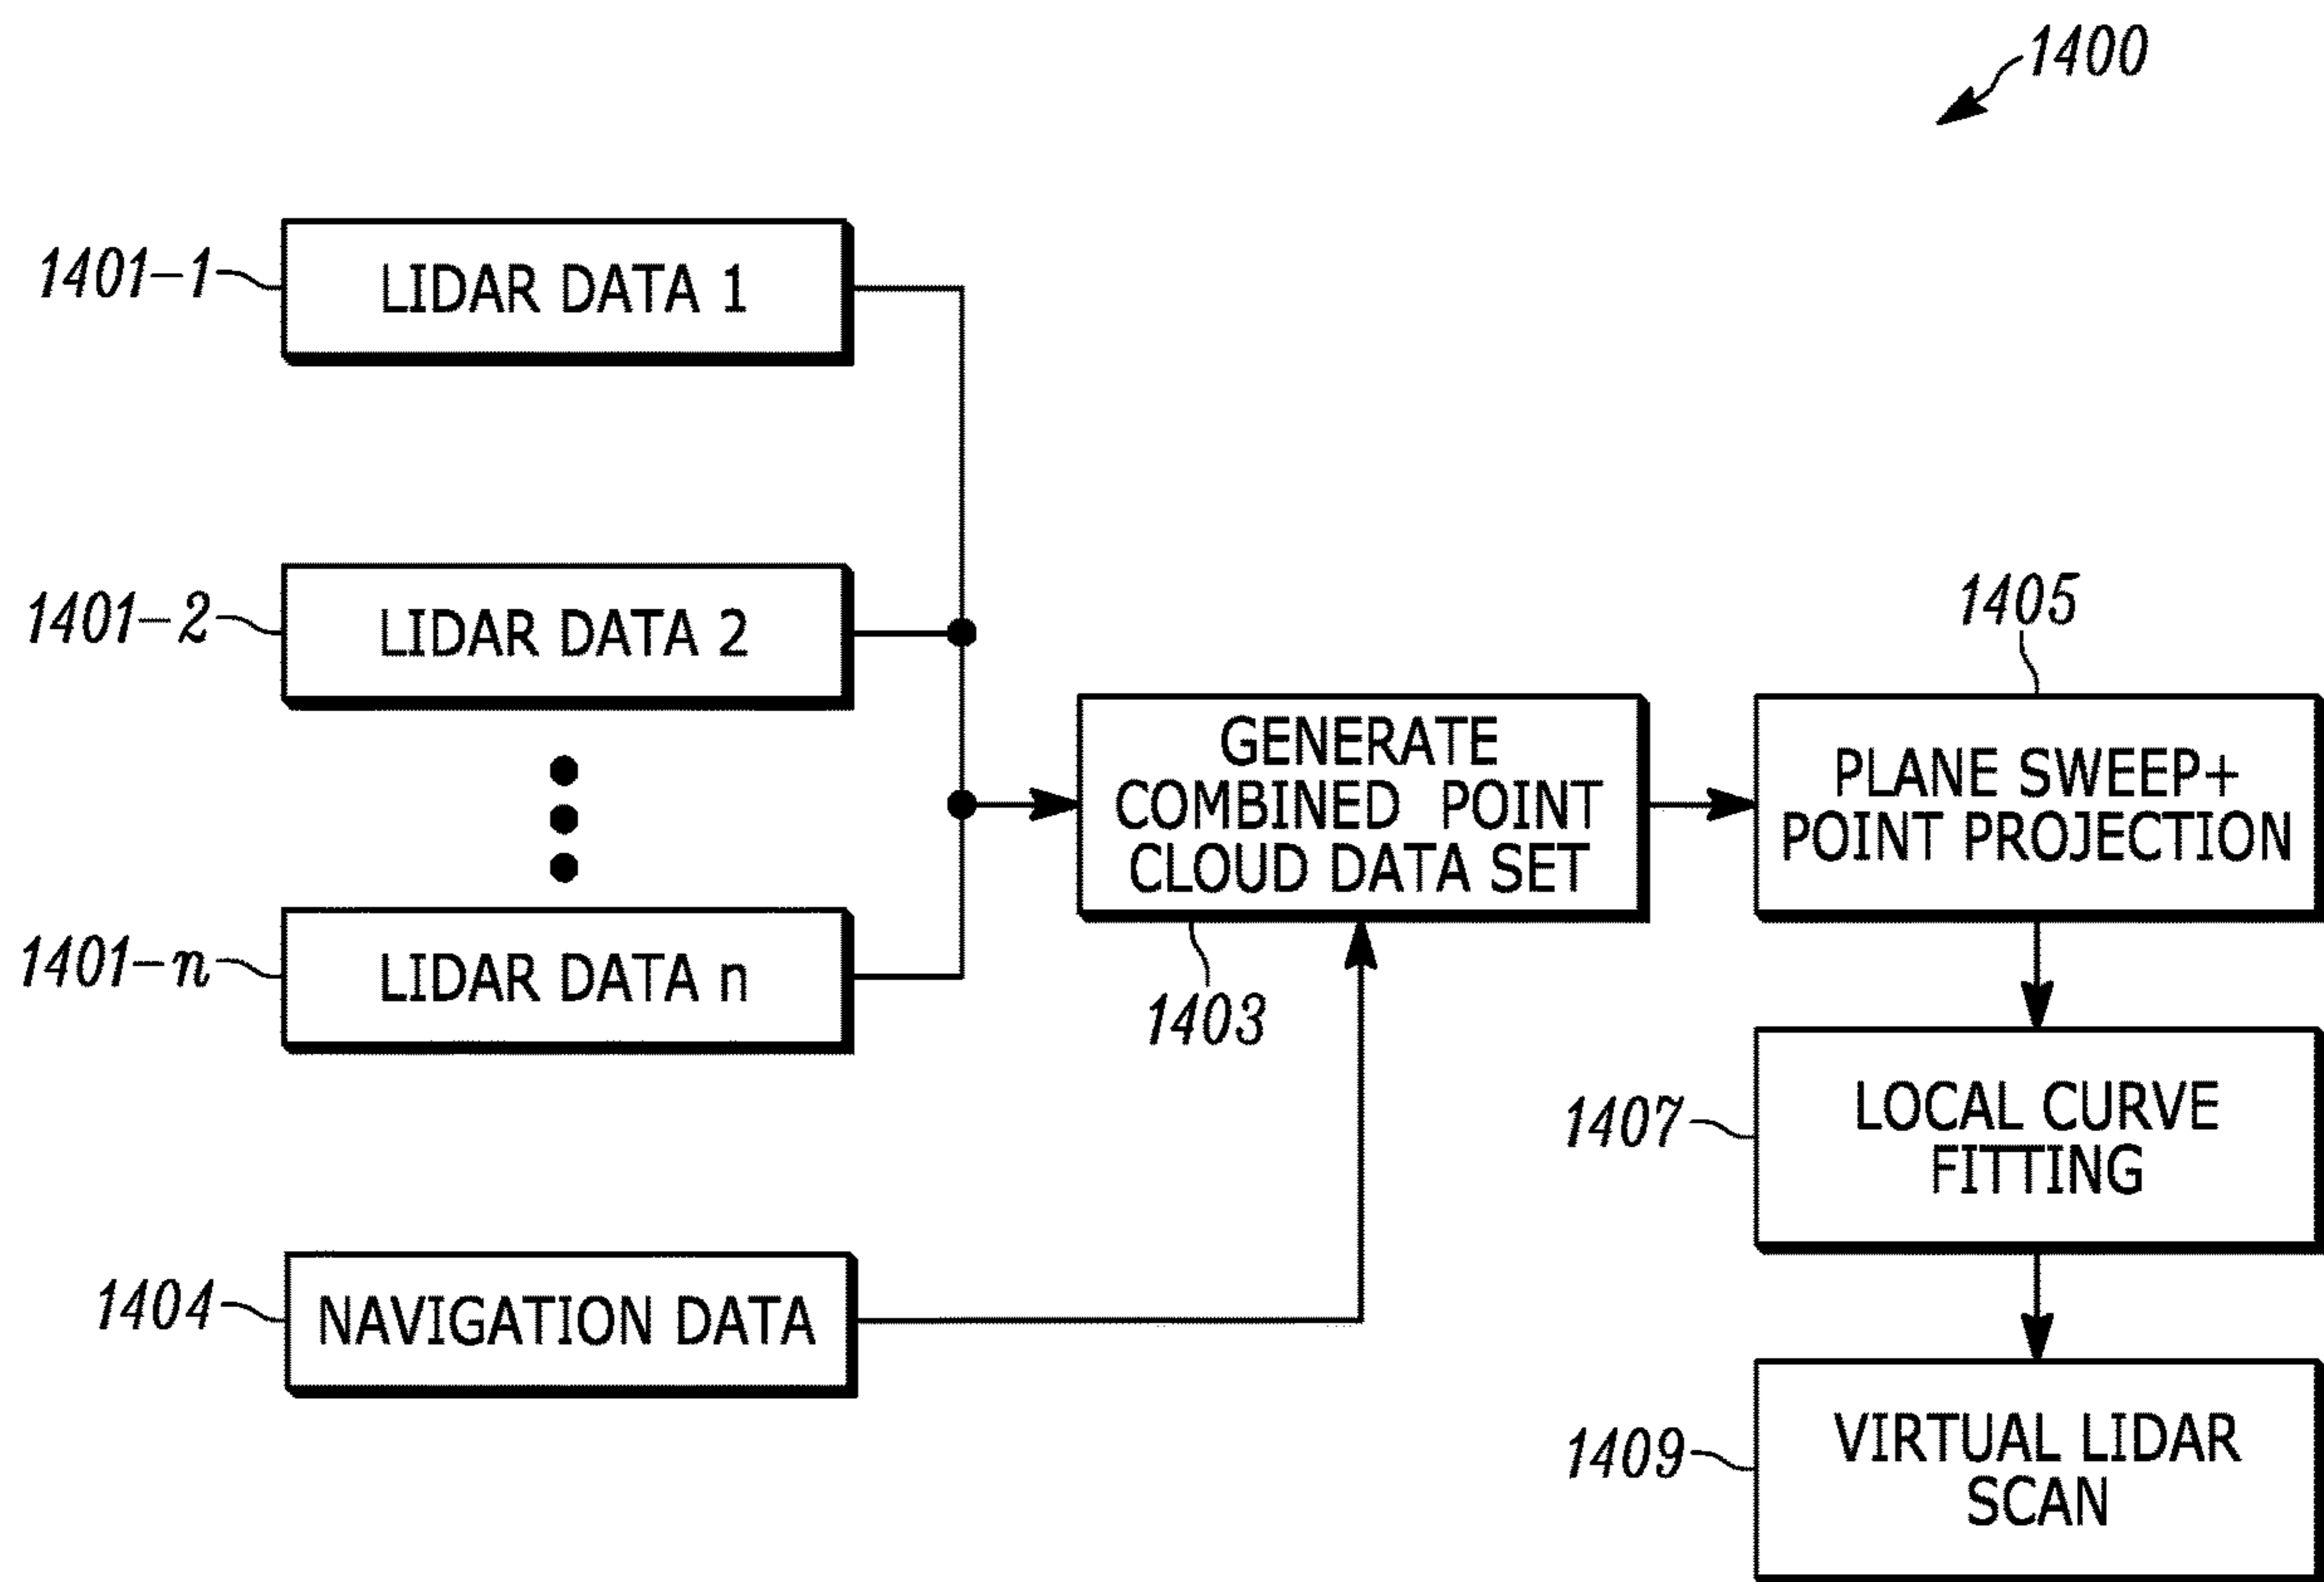 1400
1401-1
LIDAR DATA 1
1401-2
LIDAR DATA 2
1401-n
LIDAR DATA n
1404
NAVIGATION DATA
GENERATE
COMBINED POINT
CLOUD DATA SET
1403
1405
PLANE SWEEP+
POINT PROJECTION
1407
LOCAL CURVE
FITTING
1409
VIRTUAL LIDAR
SCAN